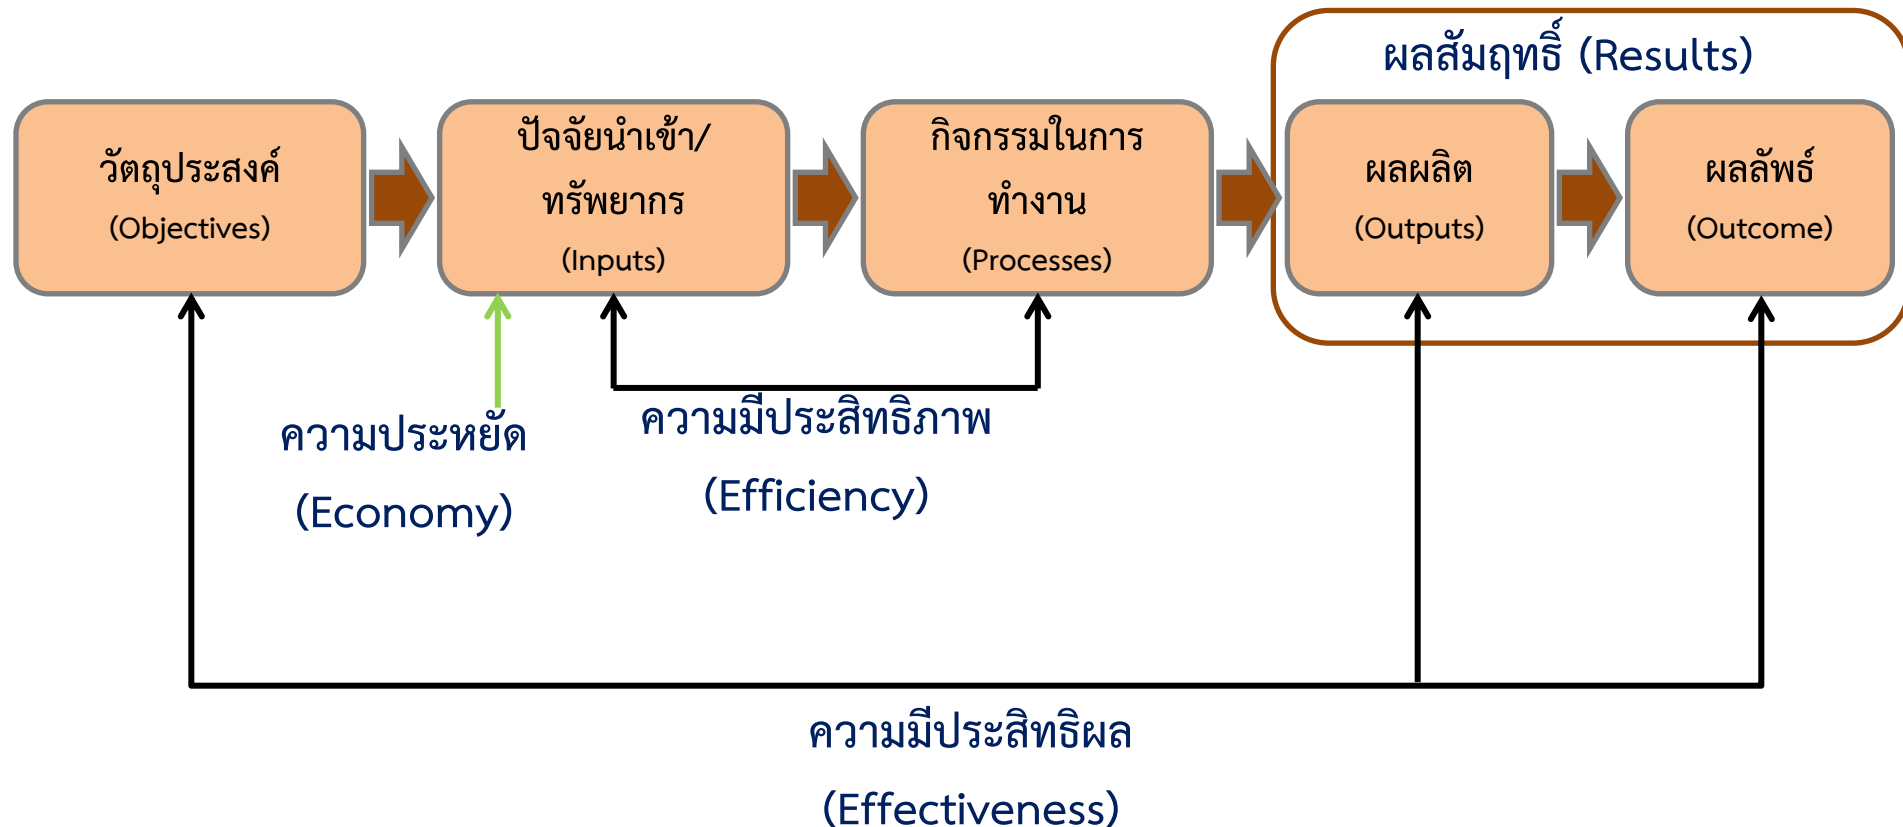 ผลสัมฤทธิ์ (Results)
วัตถุประสงค์
(Objectives)
ปัจจัยนำเข้า/
ทรัพยากร
(Inputs)
กิจกรรมในการ
ทำงาน
(Processes)
ผลผลิต
(Outputs)
ผลลัพธ์
(Outcome)
ความประหยัด
(Economy)
ความมีประสิทธิภาพ
(Efficiency)
ความมีประสิทธิผล
(Effectiveness)